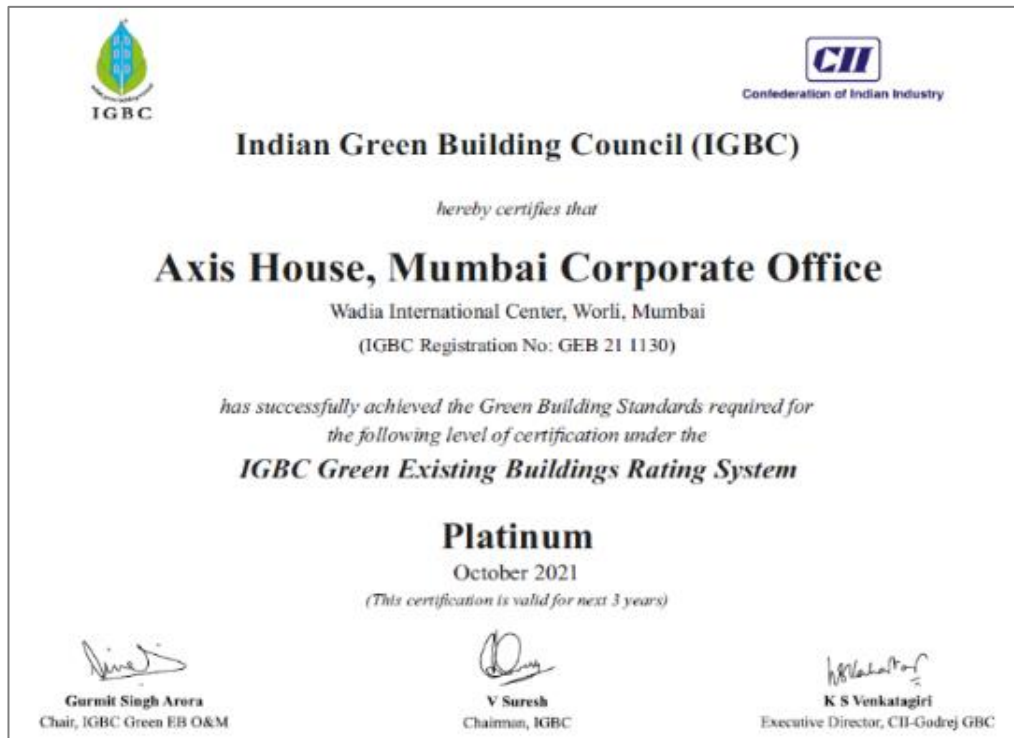 IGBC
CII
Confederation of Indian Industry
Indian Green Building Council (IGBC)
hereby certifies that
Axis House, Mumbai Corporate Office
Wadia International Center, Worli, Mumbai
(IGBC Registration No: GEB 21 1130)
has successfully achieved the Green Building Standards required for
the following level of certification under the
IGBC Green Existing Buildings Rating System
Platinum
October 2021
(This certification is valid for next 3 years)
Gurmit Singh Arora
Chair, IGBC Green EB O&M
V Suresh
Chairman, IGBC
K S Venkatagiri
Executive Director, CII-Godrej GBC